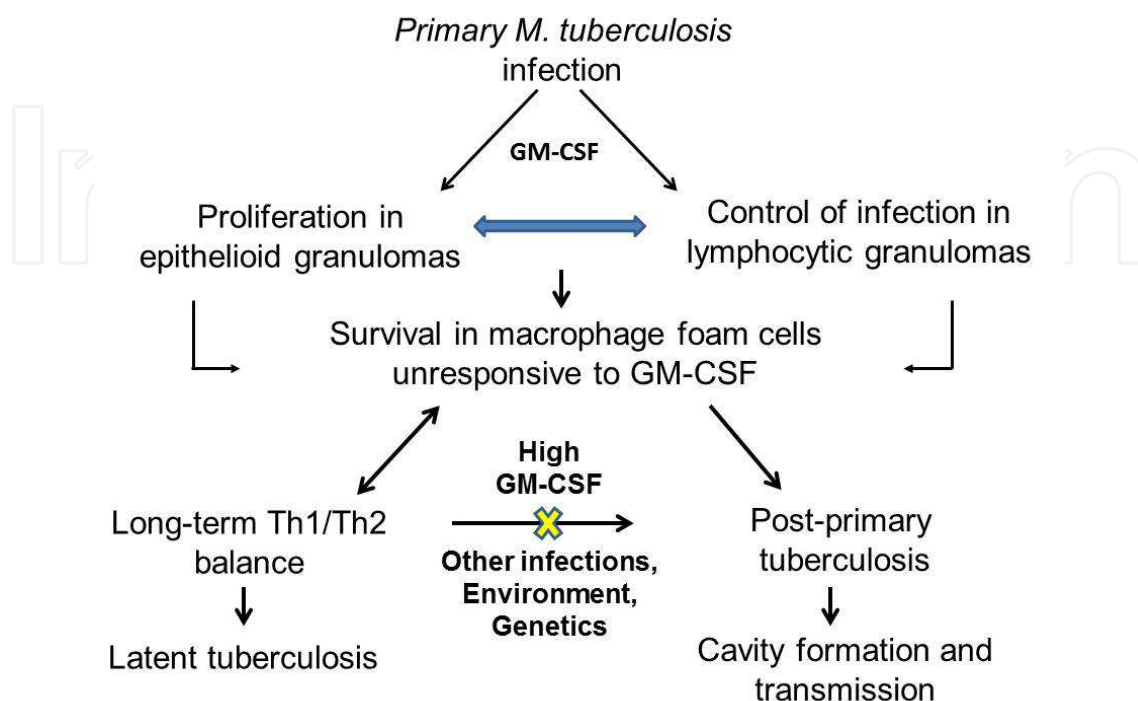 Primary M. tuberculosis
infection
GM-CSF
Proliferation in
epithelioid granulomas
Control of infection in
lymphocytic granulomas
Survival in macrophage foam cells
unresponsive to GM-CSF
High
GM-CSF
Long-term Th1/Th2
balance
Other infections,
Environment,
Genetics
Post-primary
tuberculosis
Latent tuberculosis
Cavity formation and
transmission